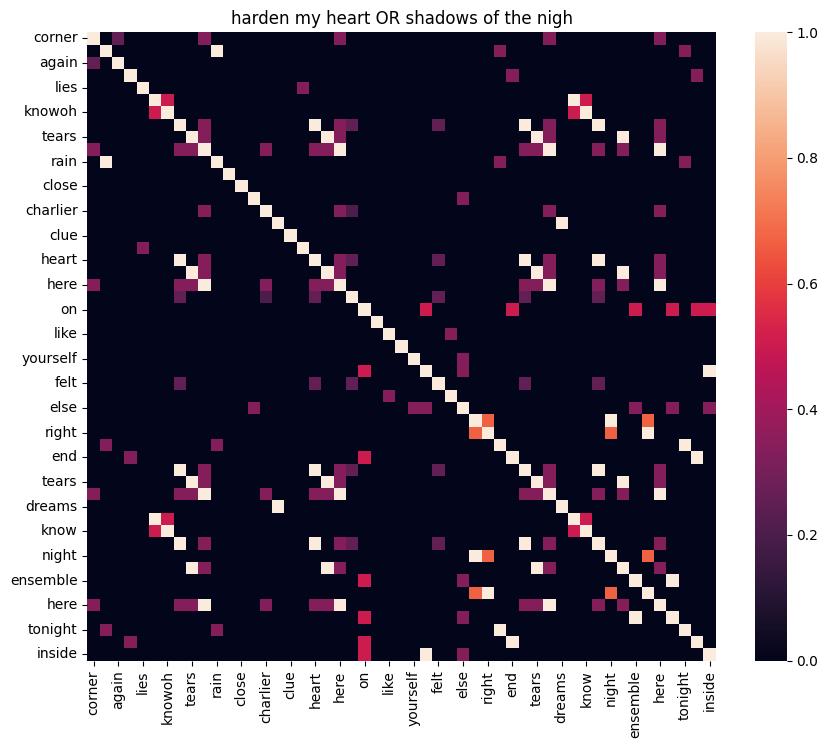 harden my heart OR shadows of the nigh
corner
again
lies
knowoh
tears
rain
close
charlier
clue
heart
here
on
like
yourself
felt
else
right
end
tears
dreams
know
night
ensemble
here
tonight
inside
corner again lies knowoh tears rain close charlier clue heart here on like yourself felt else right end tears dreams know night ensemble here tonight inside
1.0
0.8
0.6
0.4
0.2
0.0